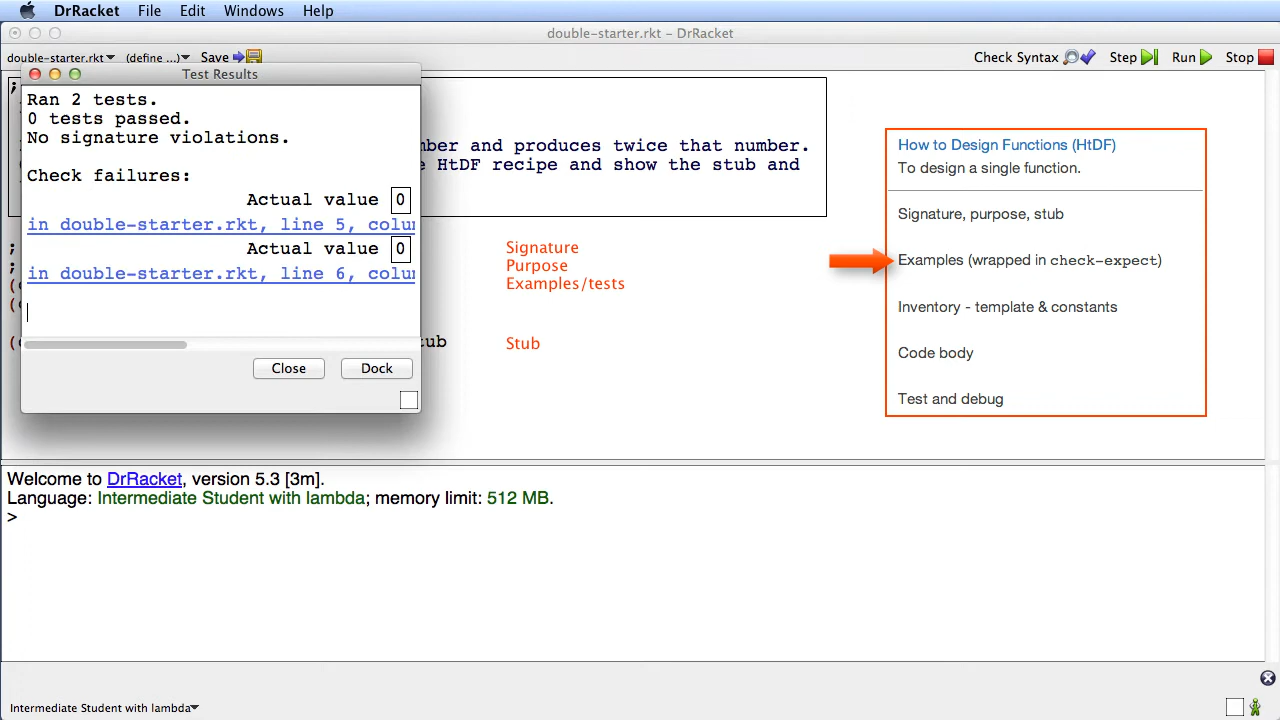 DrRacket File Edit Windows Help
double-starter.rkt – DrRacket
double-starter.rkt (define ...) Save Check Syntax Step Run Stop
Test Results
Ran 2 tests.
0 tests passed.
No signature violations.
Check failures:
Actual value 0
in double-starter.rkt, line 5, colu
Actual value 0
in double-starter.rkt, line 6, colu
Close Dock
mber and produces twice that number.
e HtDF recipe and show the stub and
;
;
;
(
(
(
tub
Signature
Purpose
Examples/tests
Stub
How to Design Functions (HtDF)
To design a single function.
Signature, purpose, stub
Examples (wrapped in check-expect)
Inventory - template & constants
Code body
Test and debug
Welcome to DrRacket, version 5.3 [3m].
Language: Intermediate Student with lambda; memory limit: 512 MB.
>
Intermediate Student with lambda